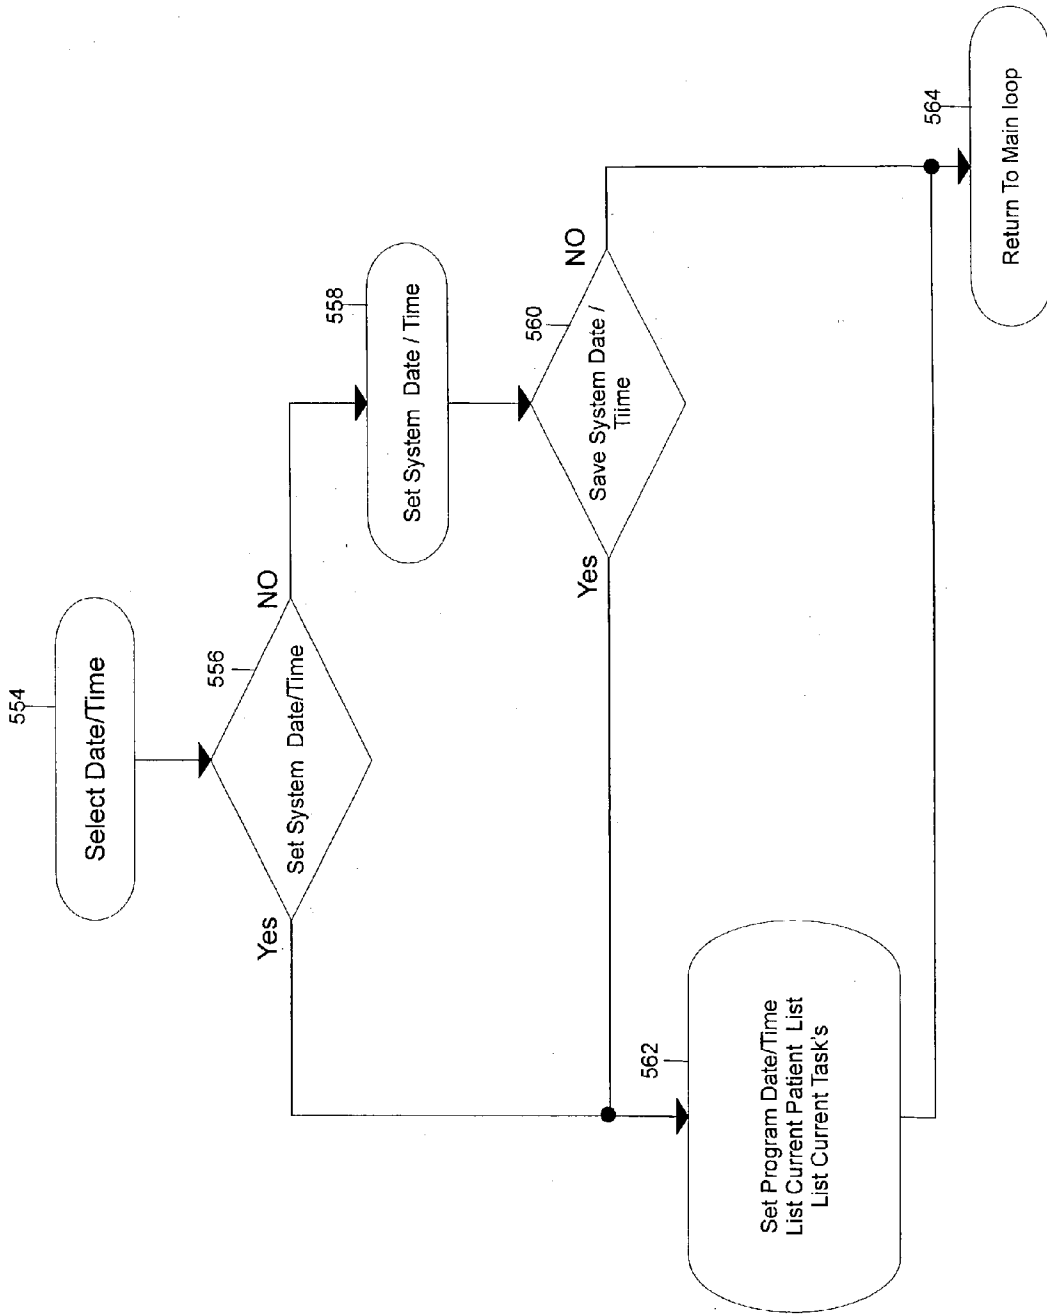 554
Select Date/Time
556
Set System Date/Time
Yes
NO
558
Set System Date / Time
560
Save System Date /
Tiime
Yes
NO
562
Set Program Date/Time
List Current Patient List
List Current Task's
564
Return To Main loop